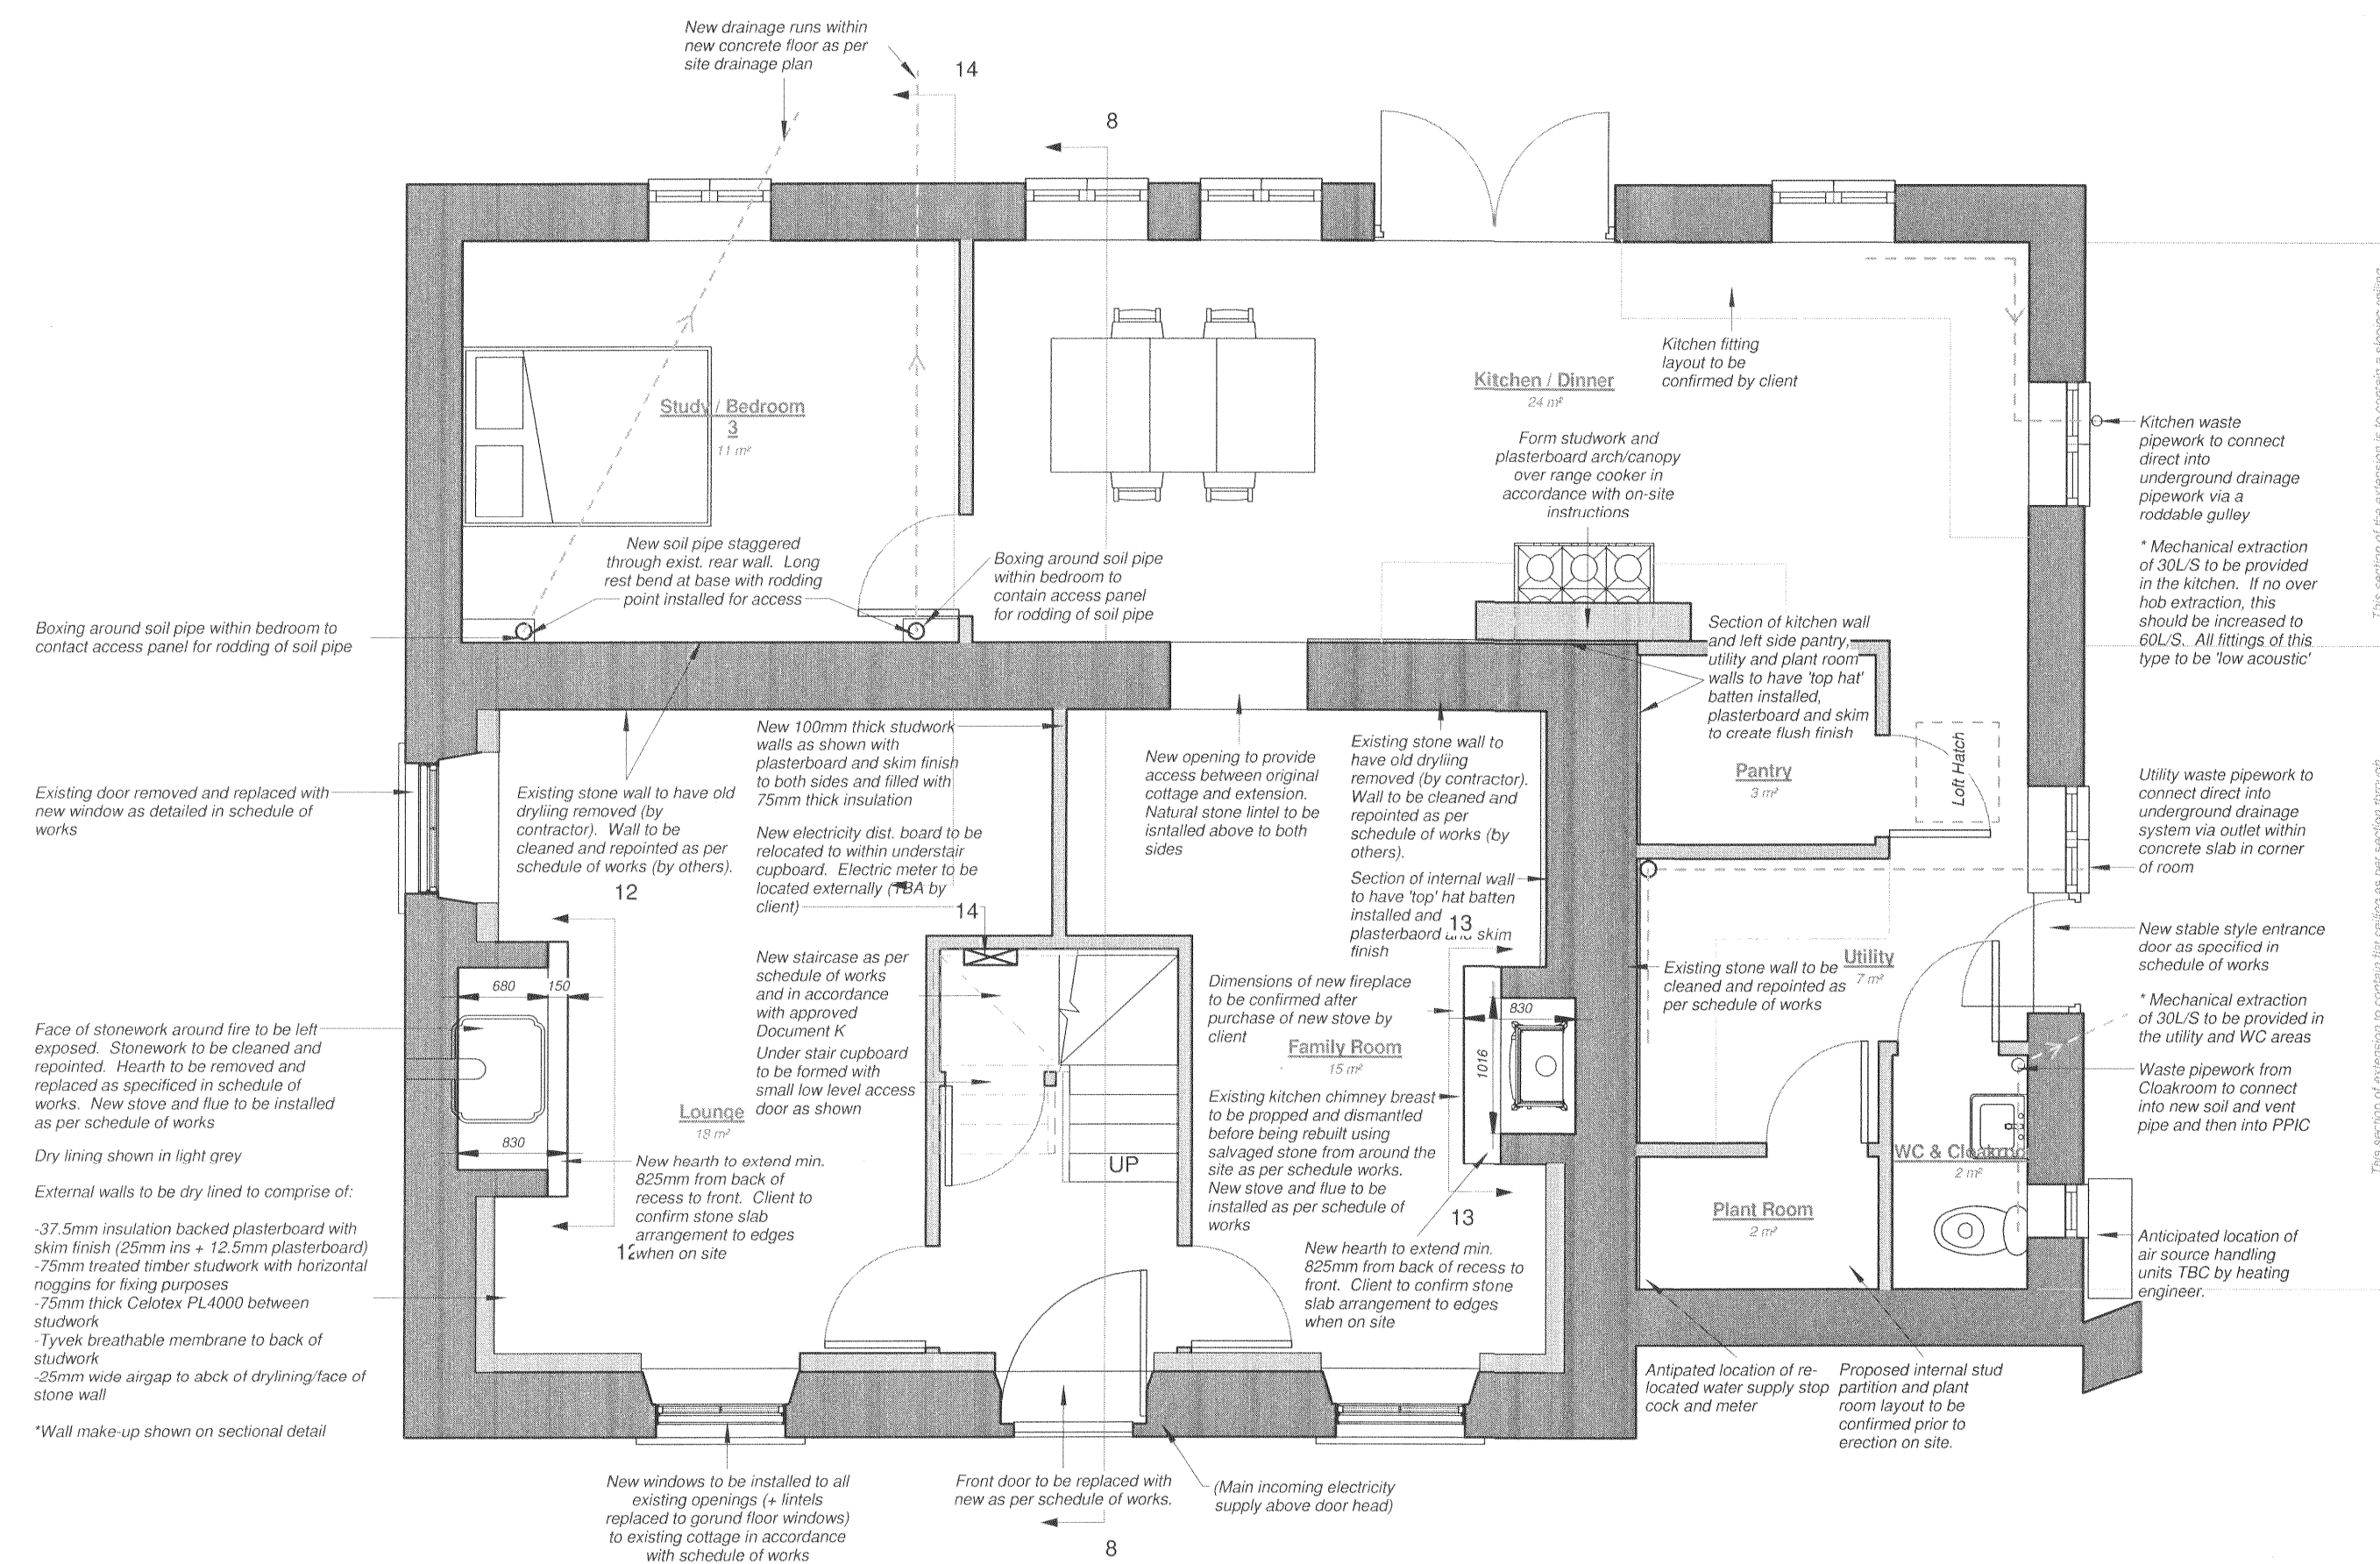 New drainage runs within
new concrete floor as per
site drainage plan
14
8
Study / Bedroom
3
11 m²
Kitchen / Dinner
24 m²
Kitchen fitting
layout to be
confirmed by client
Form studwork and
plasterboard arch/canopy
over range cooker in
accordance with on-site
instructions
Kitchen waste
pipework to connect
direct into
underground drainage
pipework via a
roddable gulley
* Mechanical extraction
of 30L/S to be provided
in the kitchen. If no over
hob extraction, this
should be increased to
60L/S. All fittings of this
type to be 'low acoustic'
New soil pipe staggered
through exist. rear wall. Long
rest bend at base with rodding
point installed for access
Boxing around soil pipe
within bedroom to
contain access panel
for rodding of soil pipe
Boxing around soil pipe within bedroom to
contact access panel for rodding of soil pipe
Section of kitchen wall
and left side pantry,
utility and plant room
walls to have 'top hat'
batten installed,
plasterboard and skim
to create flush finish
Existing door removed and replaced with
new window as detailed in schedule of
works
Existing stone wall to have old
drylling removed (by
contractor). Wall to be
cleaned and repointed as per
schedule of works (by others).
12
New 100mm thick studwork
walls as shown with
plasterboard and skim finish
to both sides and filled with
75mm thick insulation
New electricity dist. board to be
relocated to within understair
cupboard. Electric meter to be
located externally (TBA by
client)
14
New opening to provide
access between original
cottage and extension.
Natural stone lintel to be
isntalled above to both
sides
Existing stone wall to
have old drylling
removed (by contractor).
Wall to be cleaned and
repointed as per
schedule of works (by
others).
Section of internal wall
to have 'top' hat batten
installed and
plasterbaord and skim
finish
13
Pantry
3 m²
Loft Hatch
Utility waste pipework to
connect direct into
underground drainage
system via outlet within
concrete slab in corner
of room
New stable style entrance
door as specified in
schedule of works
* Mechanical extraction
of 30L/S to be provided in
the utility and WC areas
Waste pipework from
Cloakroom to connect
into new soil and vent
pipe and then into PPIC
Utility
7 m²
Existing stone wall to be
cleaned and repointed as
per schedule of works
680
150
830
Face of stonework around fire to be left
exposed. Stonework to be cleaned and
repointed. Hearth to be removed and
replaced as specificed in schedule of
works. New stove and flue to be installed
as per schedule of works
Dry lining shown in light grey
External walls to be dry lined to comprise of:
-37.5mm insulation backed plasterboard with
skim finish (25mm ins + 12.5mm plasterboard)
-75mm treated timber studwork with horizontal
noggins for fixing purposes
-75mm thick Celotex PL4000 between
studwork
-Tyvek breathable membrane to back of
studwork
-25mm wide airgap to abck of drylining/face of
stone wall
*Wall make-up shown on sectional detail
New staircase as per
schedule of works
and in accordance
with approved
Document K
Under stair cupboard
to be formed with
small low level access
door as shown
Lounge
18 m²
New hearth to extend min.
825mm from back of
recess to front. Client to
confirm stone slab
arrangement to edges
when on site
12
UP
Dimensions of new fireplace
to be confirmed after
purchase of new stove by
client
Family Room
15 m²
830
1016
Existing kitchen chimney breast
to be propped and dismantled
before being rebuilt using
salvaged stone from around the
site as per schedule works.
New stove and flue to be
installed as per schedule of
works
13
New hearth to extend min.
825mm from back of recess to
front. Client to confirm stone
slab arrangement to edges
when on site
Plant Room
2 m²
WC & Cloakroom
2 m²
Anticipated location of
air source handling
units TBC by heating
engineer.
Antipated location of re-
located water supply stop
cock and meter
Proposed internal stud
partition and plant
room layout to be
confirmed prior to
erection on site.
New windows to be installed to all
existing openings (+ lintels
replaced to gorund floor windows)
to existing cottage in accordance
with schedule of works
Front door to be replaced with
new as per schedule of works.
(Main incoming electricity
supply above door head)
8